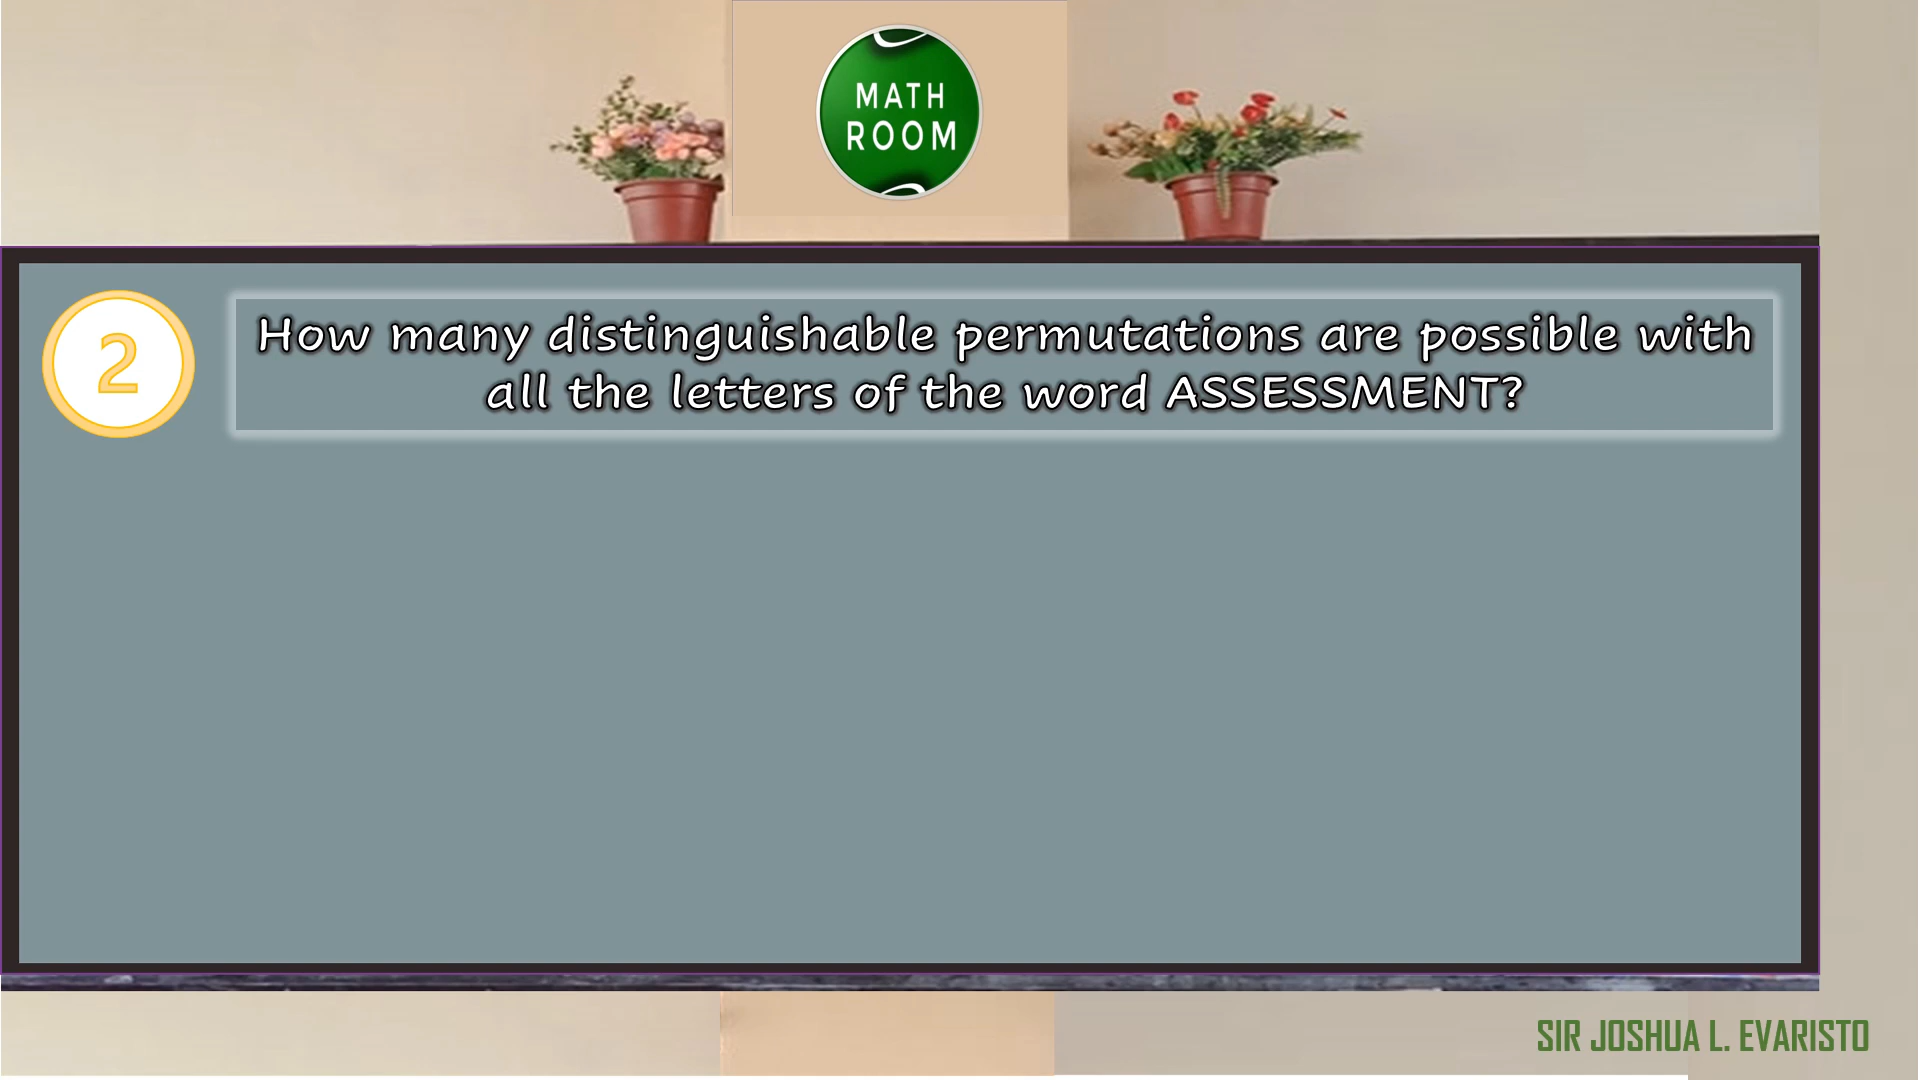 MATH
ROOM
2
How many distinguishable permutations are possible with
all the letters of the word ASSESSMENT?
SIR JOSHUA L. EVARISTO